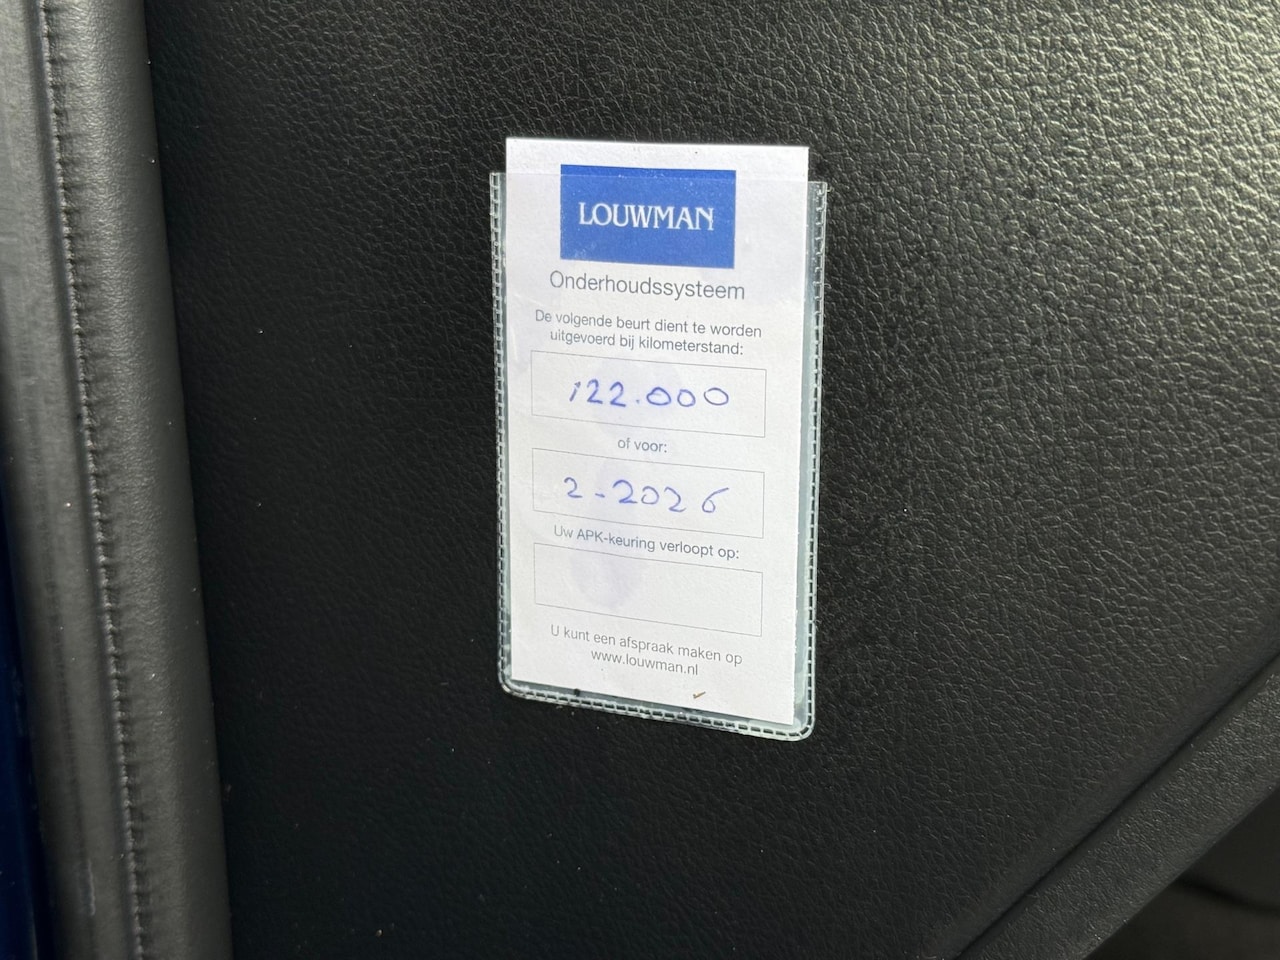 LOUWMAN
Onderhoudssysteem
De volgende beurt dient te worden
uitgevoerd bij kilometerstand:
122.000
of voor:
2-2026
Uw APK-keuring verloopt op:
U kunt een afspraak maken op
www.louwman.nl